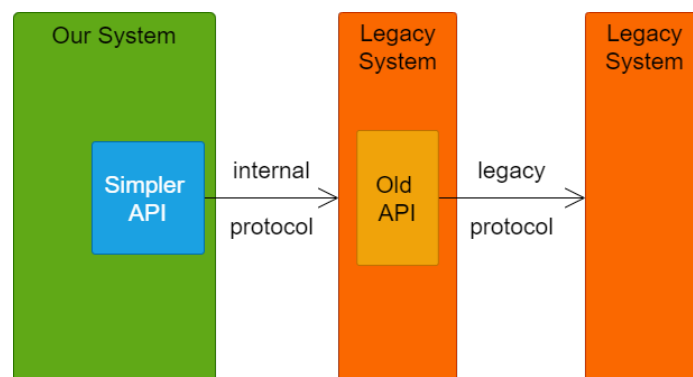 Our System
Legacy
System
Legacy
System
Simpler
API
internal
protocol
Old
API
legacy
protocol